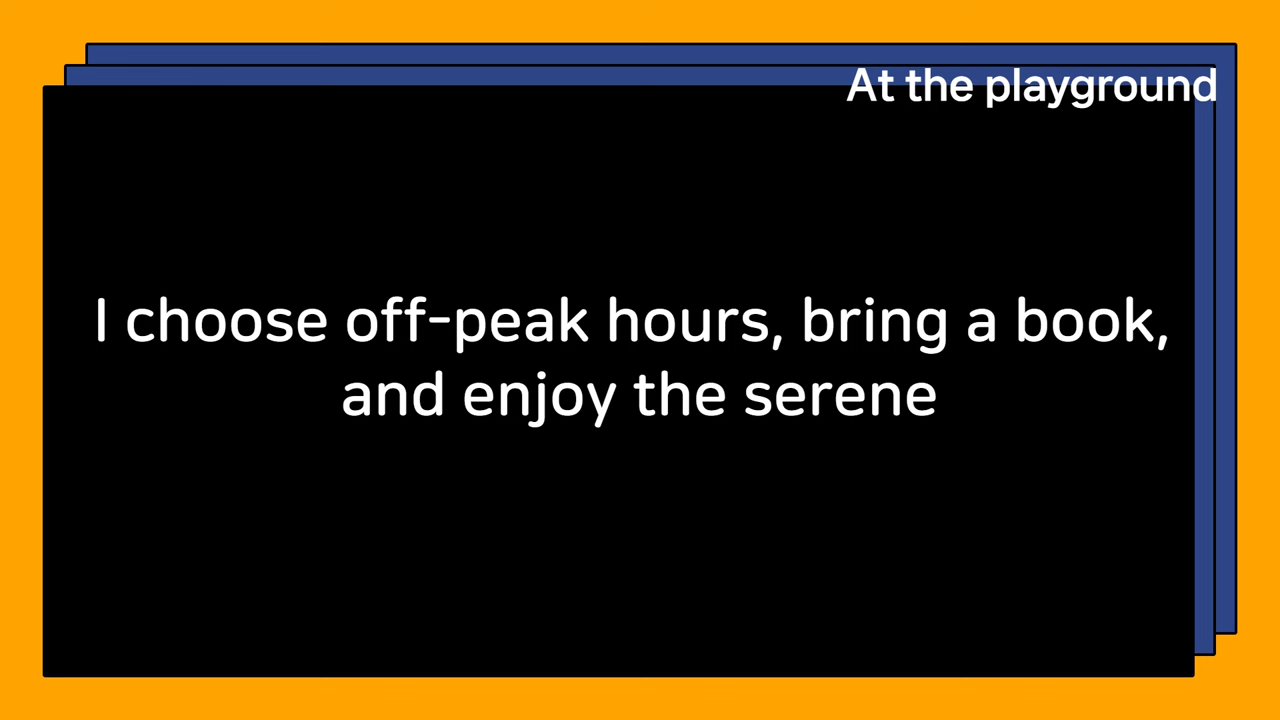 At the playground
I choose off-peak hours, bring a book,
and enjoy the serene